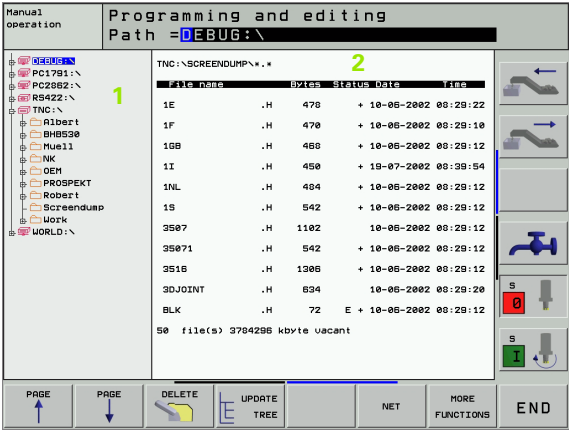 Manual
operation
Programming and editing
Path =DEBUG:\
DEBUG:\
PC1791:\
PC2862:\
RS422:\
TNC:\
Albert
BHB530
Muell
NK
OEM
PROSPEKT
Robert
Screendump
Work
WORLD:\
1
TNC:\SCREENDUMP\*.*
2
File name Bytes Status Date Time
1E .H 478 + 10-06-2002 08:29:22
1F .H 470 + 10-06-2002 08:29:10
1GB .H 468 + 10-06-2002 08:29:12
1I .H 450 + 19-07-2002 08:39:54
1NL .H 484 + 10-06-2002 08:29:12
1S .H 542 + 10-06-2002 08:29:12
3507 .H 1102 + 10-06-2002 08:29:12
35071 .H 542 + 10-06-2002 08:29:12
3516 .H 1306 + 10-06-2002 08:29:12
3DJOINT .H 634 10-06-2002 08:29:20
BLK .H 72 E + 10-06-2002 08:29:12
50 file(s) 3784296 kbyte vacant
S
0
S
I
PAGE
PAGE
DELETE
UPDATE
TREE
NET
MORE
FUNCTIONS
END